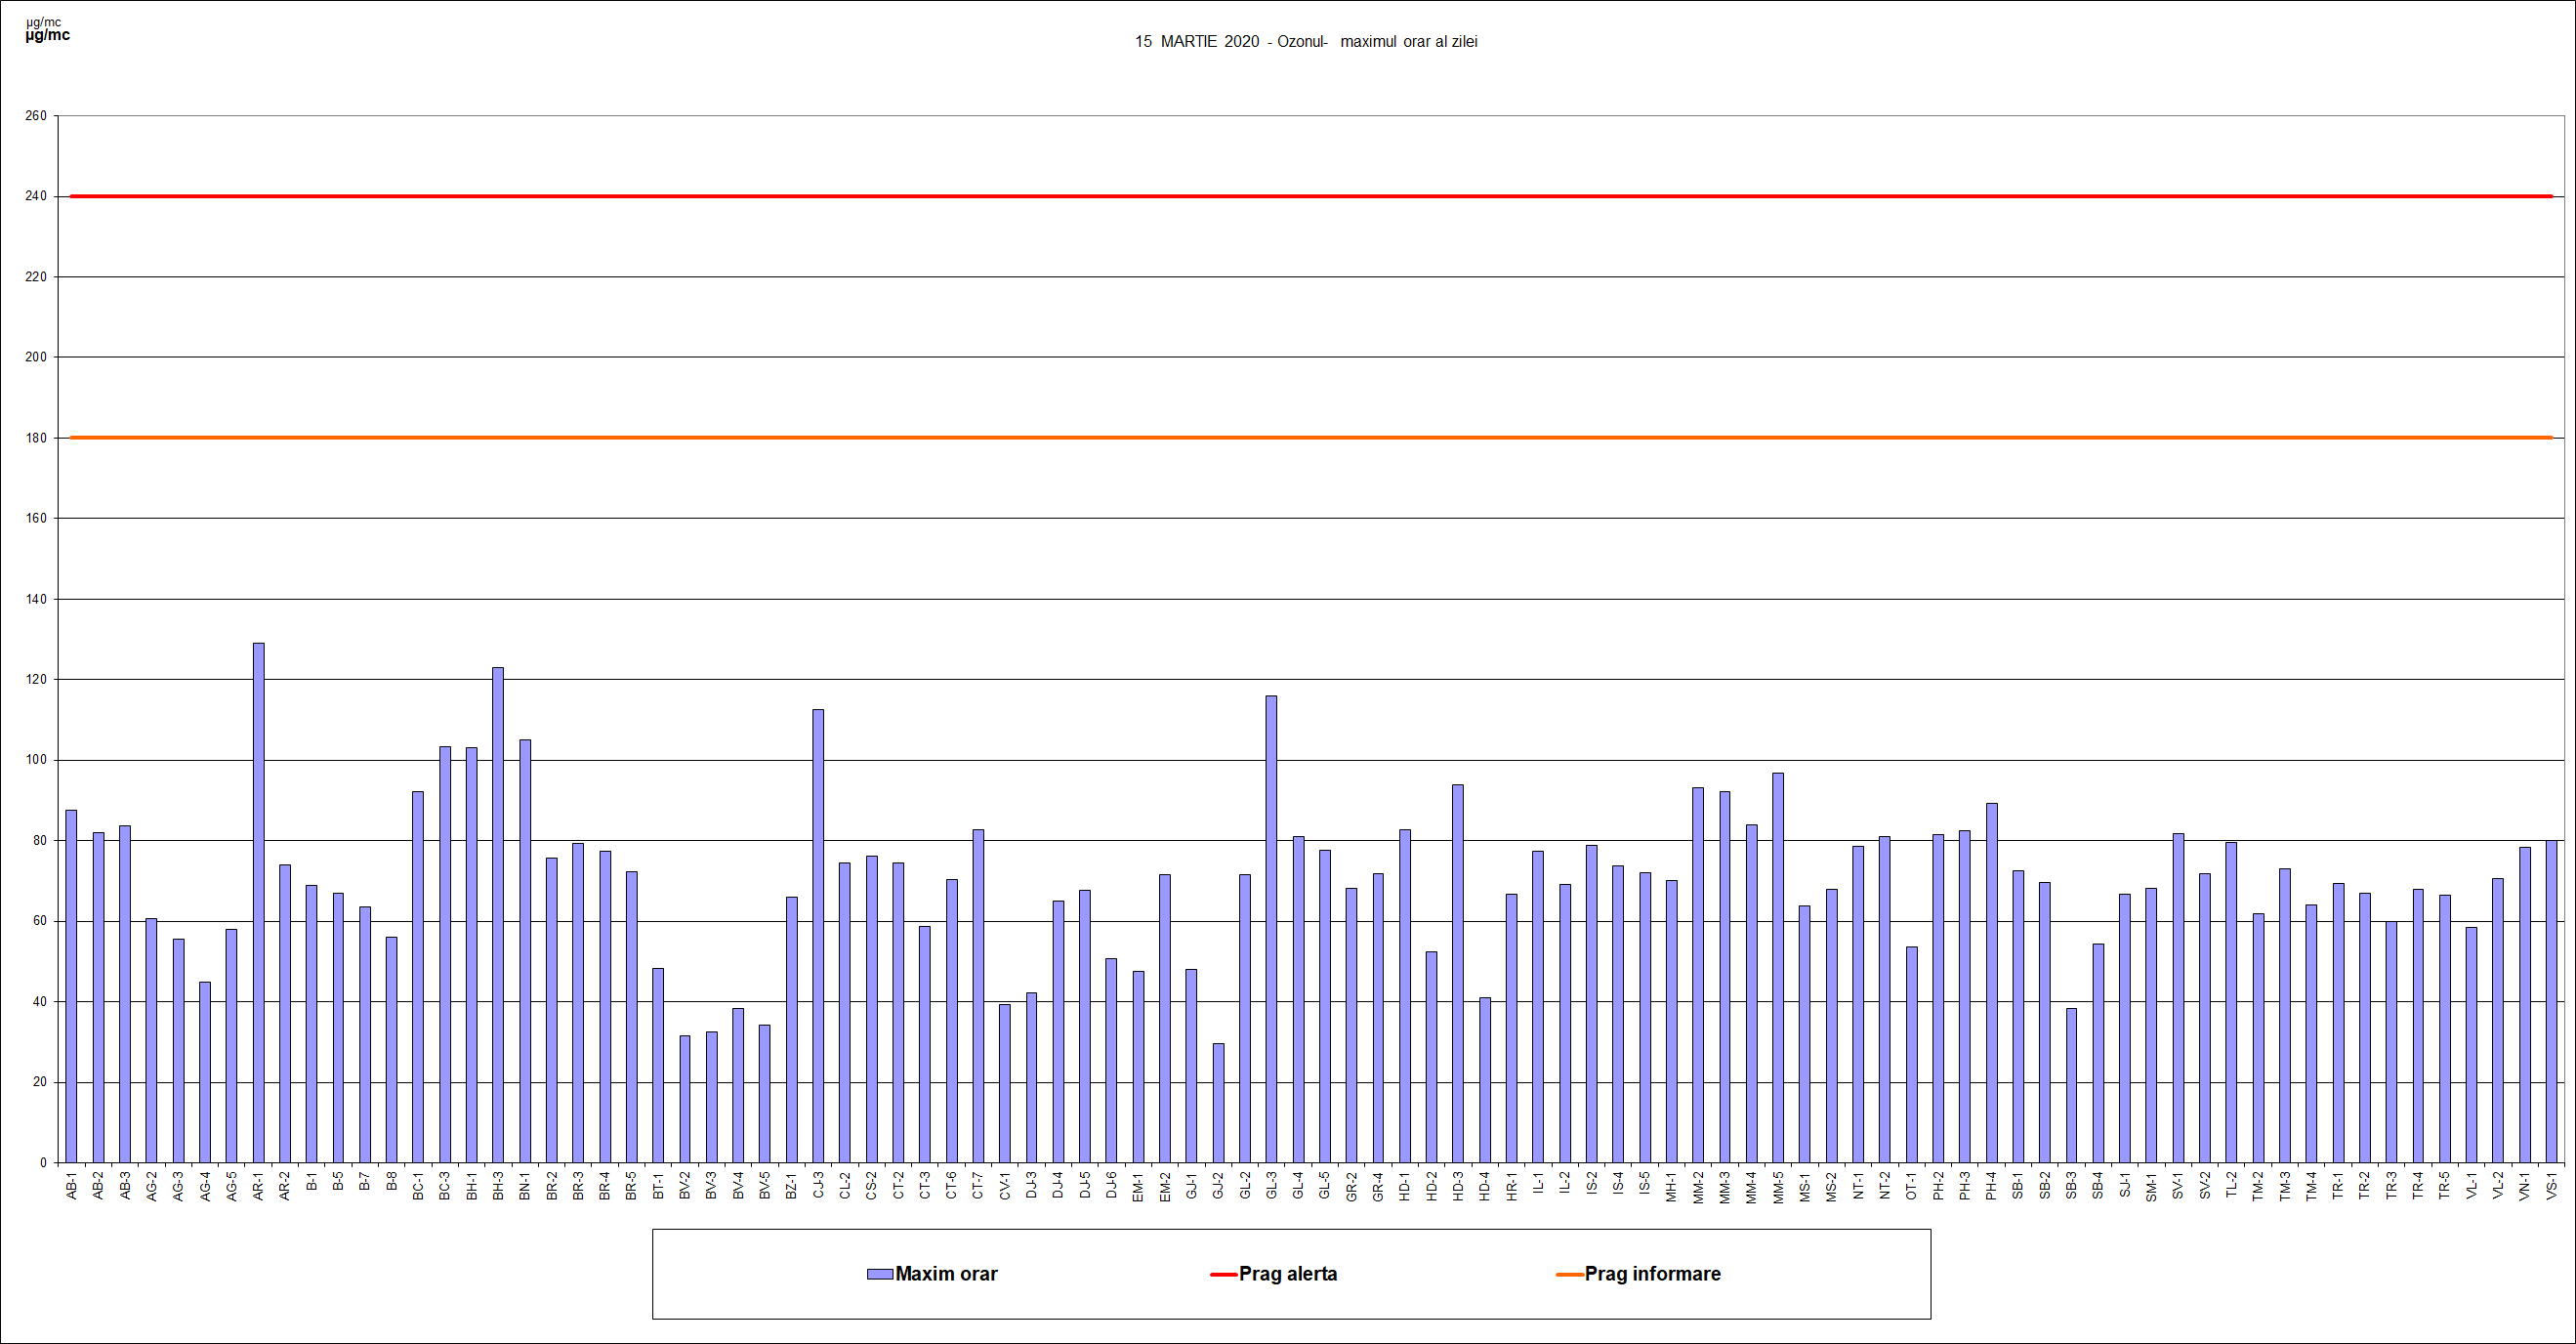 µg/mc
µg/mc
15 MARTIE 2020 - Ozonul- maximul orar al zilei
260
240
220
200
180
160
140
120
100
80
60
40
20
0
AB-1 AB-2 AB-3 AG-2 AG-3 AG-4 AG-5 AR-1 AR-2 B-1 B-5 B-7 B-8 BC-1 BC-3 BH-1 BH-3 BN-1 BR-2 BR-3 BR-4 BR-5 BT-1 BV-2 BV-3 BV-4 BV-5 BZ-1 CJ-3 CL-2 CS-2 CT-2 CT-3 CT-6 CT-7 CV-1 DJ-3 DJ-4 DJ-5 DJ-6 EM-1 EM-2 GJ-1 GJ-2 GL-2 GL-3 GL-4 GL-5 GR-2 GR-4 HD-1 HD-2 HD-3 HD-4 HR-1 IL-1 IL-2 IS-2 IS-4 IS-5 MH-1 MM-2 MM-3 MM-4 MM-5 MS-1 MS-2 NT-1 NT-2 OT-1 PH-2 PH-3 PH-4 SB-1 SB-2 SB-3 SB-4 SJ-1 SM-1 SV-1 SV-2 TL-2 TM-2 TM-3 TM-4 TR-1 TR-2 TR-3 TR-4 TR-5 VL-1 VL-2 VN-1 VS-1
Maxim orar Prag alerta Prag informare